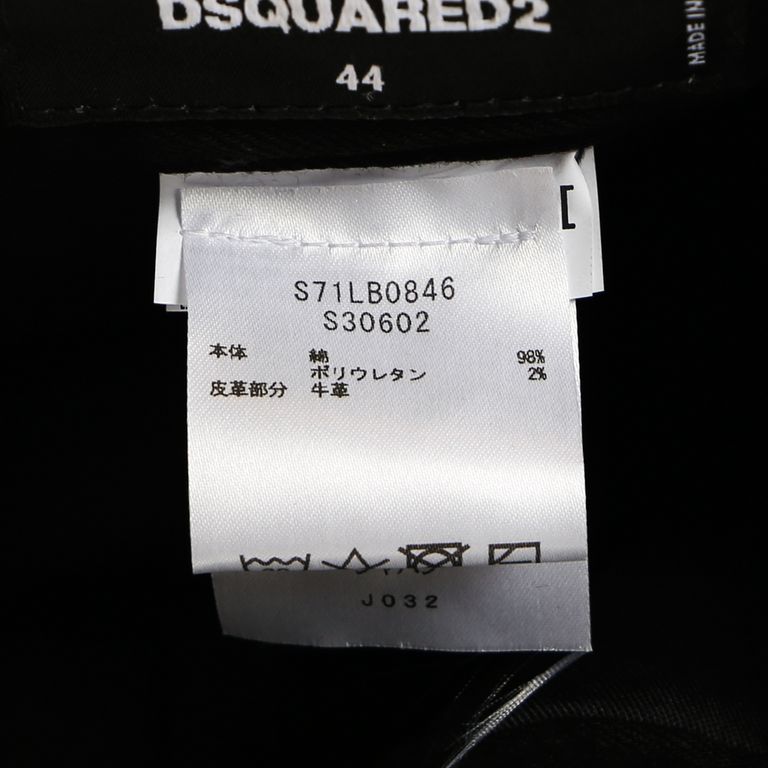 DSQUARED2
44
MADE IN
S71LB0846
S30602
本体 綿 98%
ポリウレタン 2%
皮革部分 牛革
J032